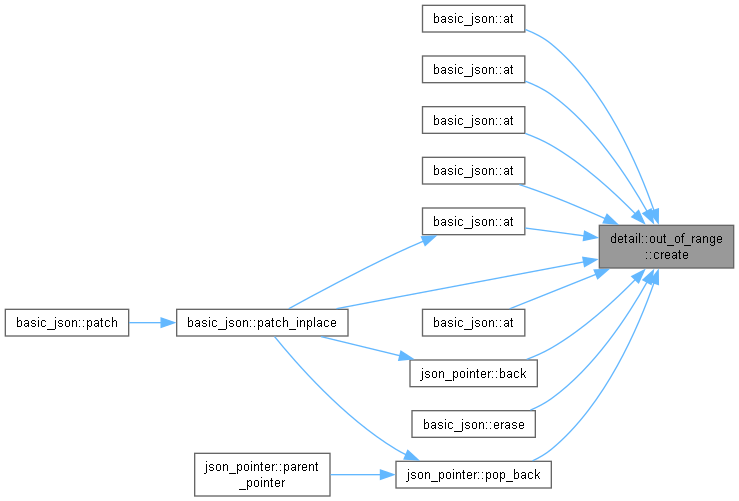 basic_json::at
basic_json::at
basic_json::at
basic_json::at
basic_json::at
detail::out_of_range
::create
basic_json::patch
basic_json::patch_inplace
basic_json::at
json_pointer::back
basic_json::erase
json_pointer::parent
_pointer
json_pointer::pop_back